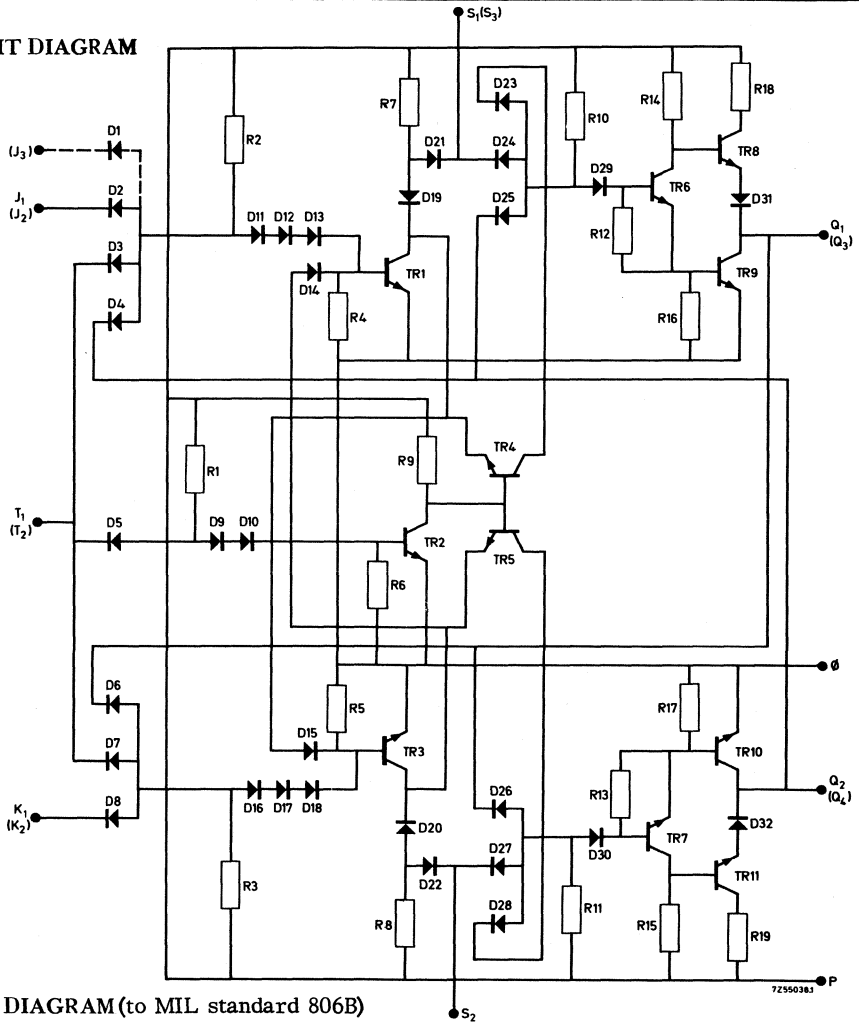 S1(S3)
IT DIAGRAM
D23
R7
R14
R18
D1
R10
(J3)
R2
D21
D24
TR8
D2
J1
(J2)
D29
TR6
D19
D25
D31
D11 D12 D13
R12
Q1
(Q3)
D3
D14
TR1
TR9
D4
R4
R16
TR4
R1
R9
T1
(T2)
D5
D9 D10
TR2
TR5
R6
Ø
D6
R5
R17
D15
TR3
TR10
D7
D26
Q2
(Q4)
D16 D17 D18
R13
K1
(K2)
D8
D20
D27
D30
TR7
D32
D22
TR11
R3
D28
R8
R11
R15
R19
P
7Z55038.1
DIAGRAM (to MIL standard 806B)
S2